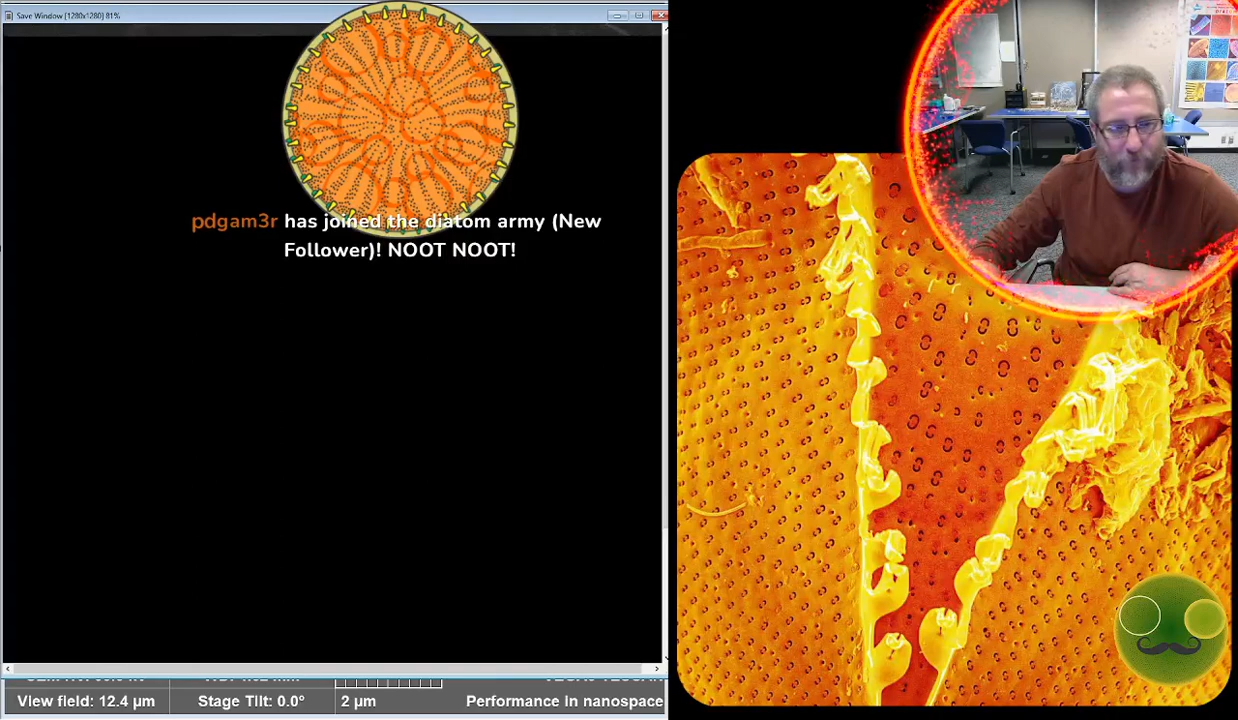 Save Window [1280x1280] 81%
pdgam3r has joined the diatom army (New
Follower)! NOOT NOOT!
View field: 12.4 µm
Stage Tilt: 0.0°
2 µm
Performance in nanospace